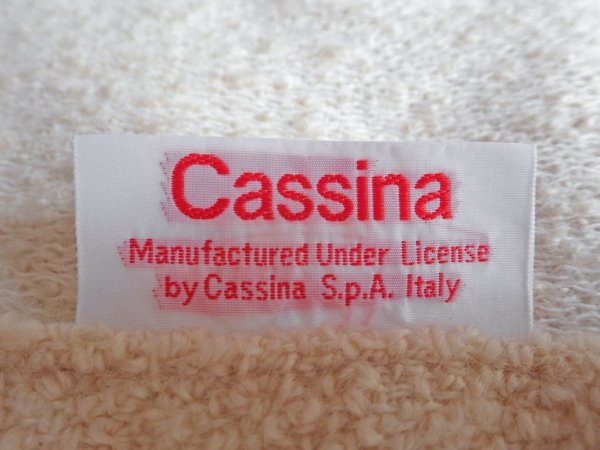 Cassina
Manufactured Under License
by Cassina S.p.A. Italy